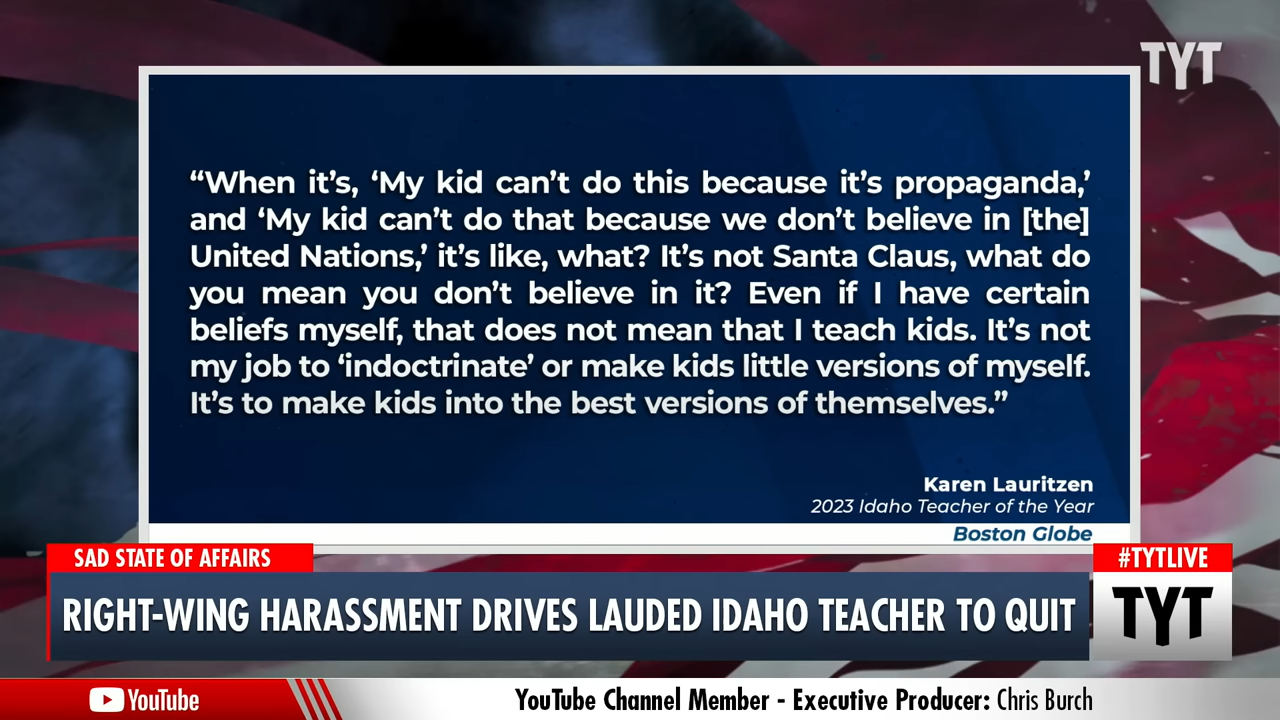 TYT
“When it’s, ‘My kid can’t do this because it’s propaganda,’
and ‘My kid can’t do that because we don’t believe in [the]
United Nations,’ it’s like, what? It’s not Santa Claus, what do
you mean you don’t believe in it? Even if I have certain
beliefs myself, that does not mean that I teach kids. It’s not
my job to ‘indoctrinate’ or make kids little versions of myself.
It’s to make kids into the best versions of themselves.”
Karen Lauritzen
2023 Idaho Teacher of the Year
Boston Globe
SAD STATE OF AFFAIRS
#TYTLIVE
RIGHT-WING HARASSMENT DRIVES LAUDED IDAHO TEACHER TO QUIT
TYT
YouTube
YouTube Channel Member - Executive Producer: Chris Burch